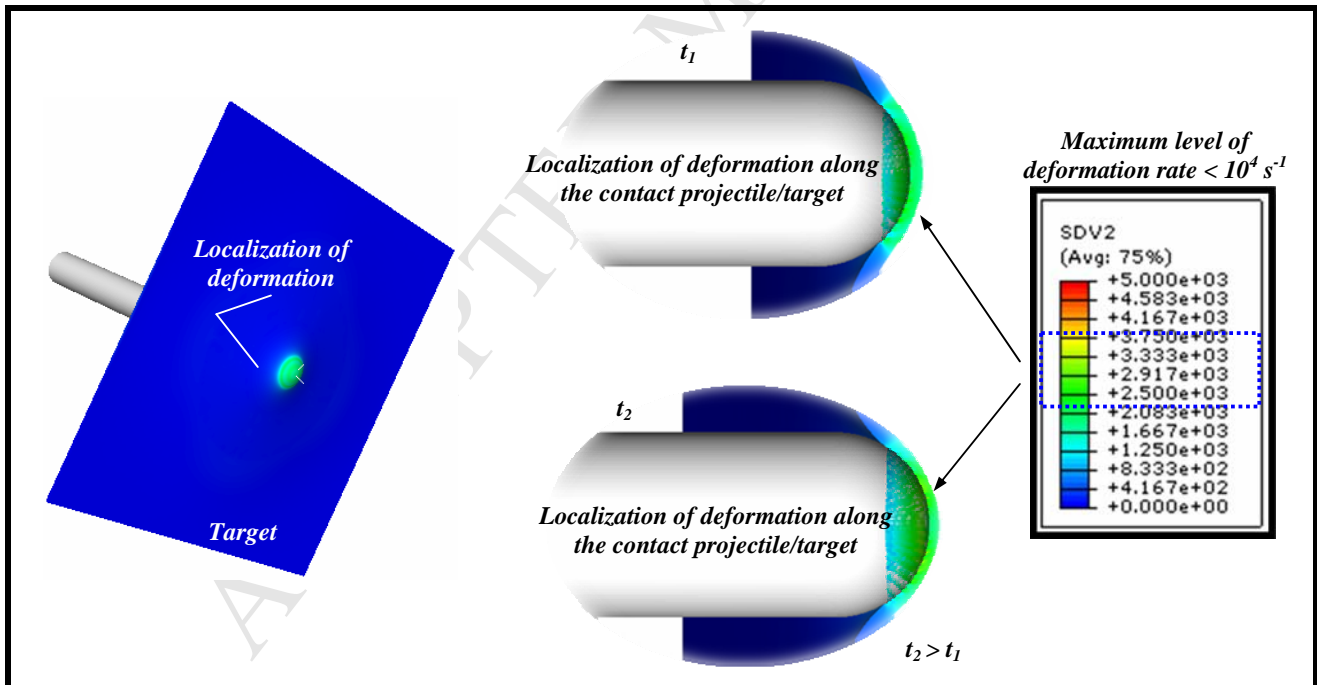 t1
Localization of deformation along
the contact projectile/target
Maximum level of
deformation rate < 10^4 s^-1
Localization of
deformation
Target
SDV2
(Avg: 75%)
+5.000e+03
+4.583e+03
+4.167e+03
+3.750e+03
+3.333e+03
+2.917e+03
+2.500e+03
+2.083e+03
+1.667e+03
+1.250e+03
+8.333e+02
+4.167e+02
+0.000e+00
t2
Localization of deformation along
the contact projectile/target
t2 > t1